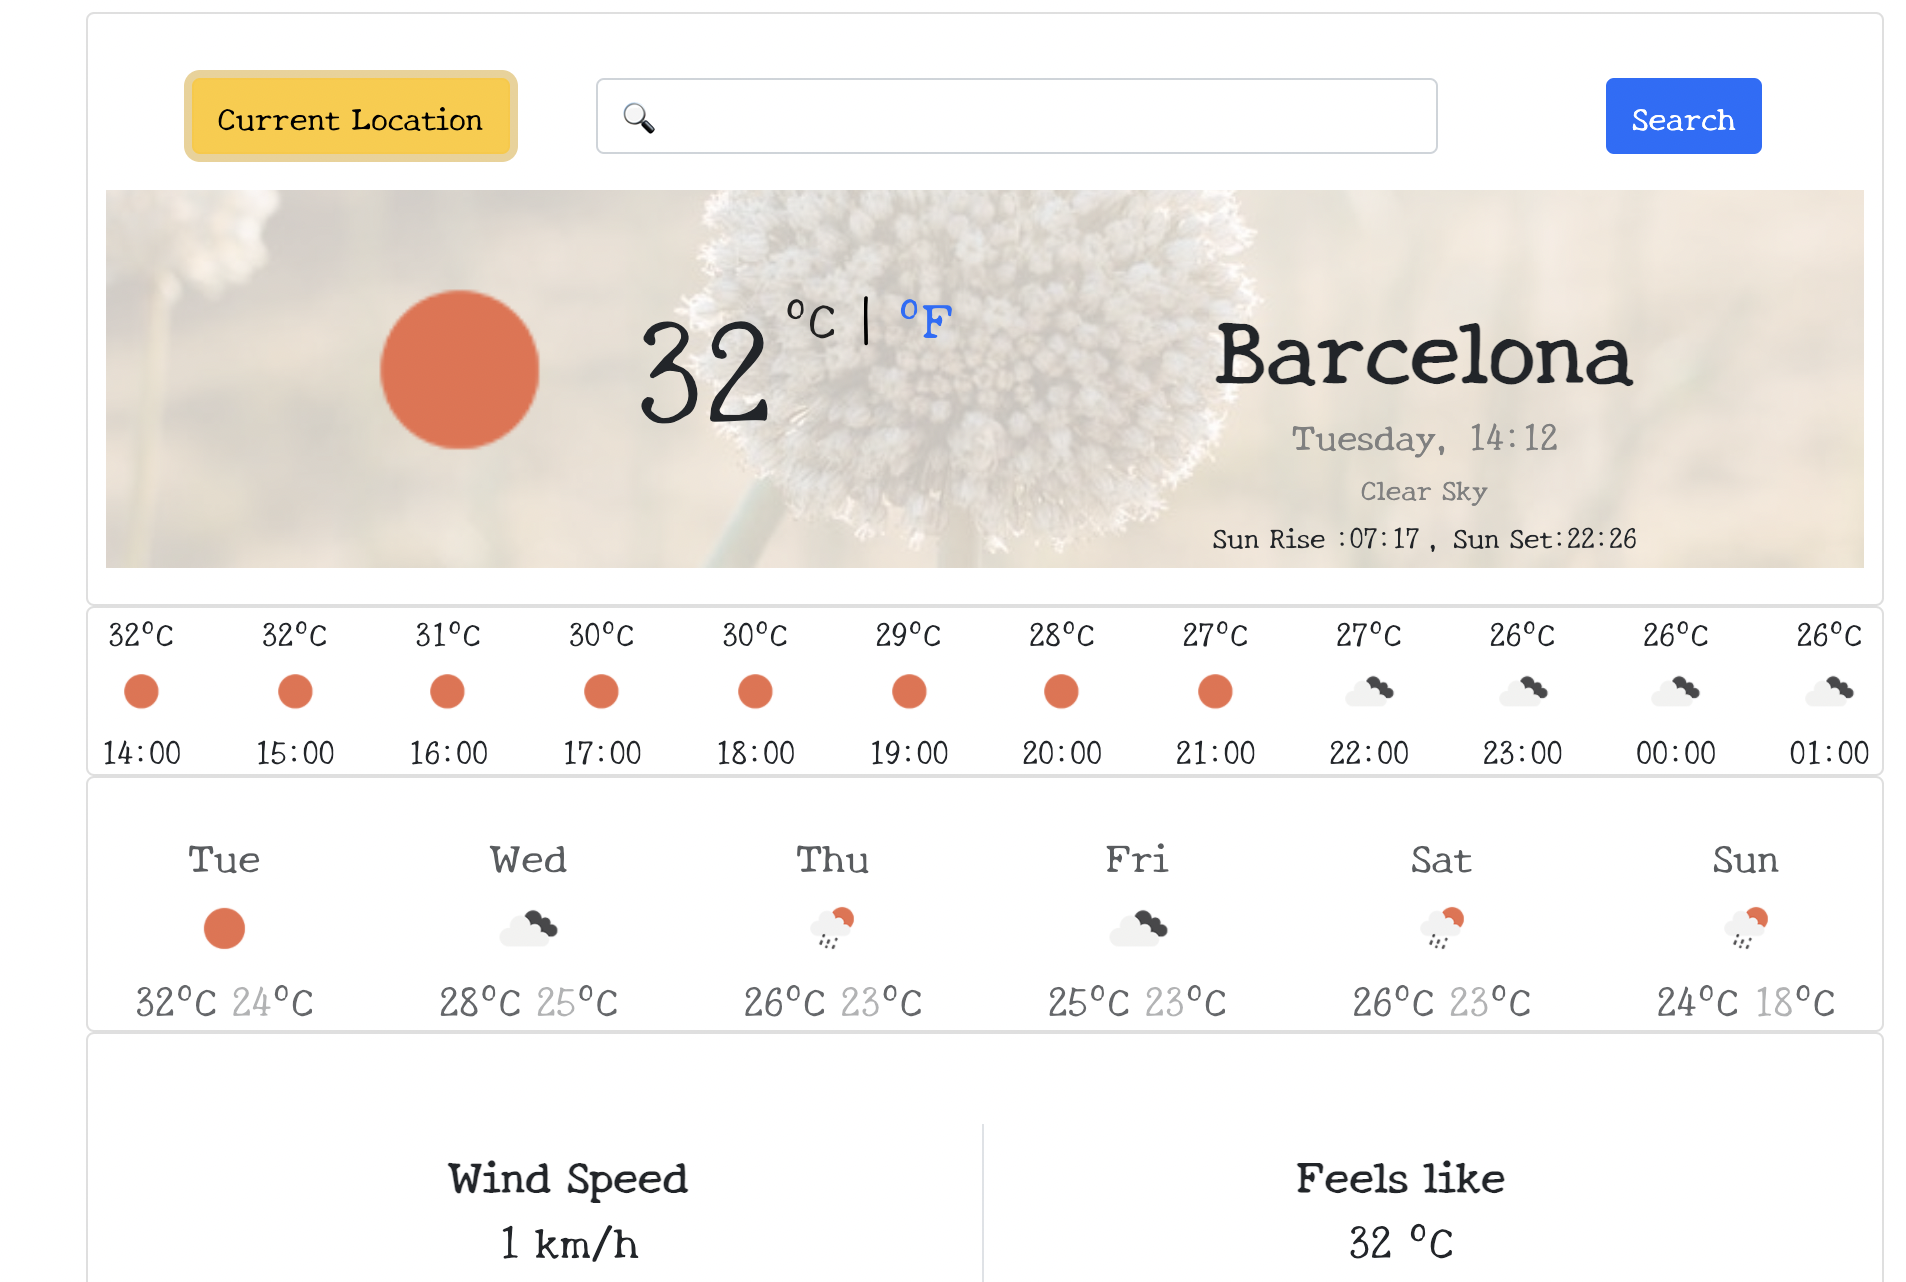 Current Location
Search
32 °C | °F
Barcelona
Tuesday, 14:12
Clear Sky
Sun Rise :07:17 , Sun Set:22:26
32°C 32°C 31°C 30°C 30°C 29°C 28°C 27°C 27°C 26°C 26°C 26°C
14:00 15:00 16:00 17:00 18:00 19:00 20:00 21:00 22:00 23:00 00:00 01:00
Tue Wed Thu Fri Sat Sun
32°C 24°C 28°C 25°C 26°C 23°C 25°C 23°C 26°C 23°C 24°C 18°C
Wind Speed
1 km/h
Feels like
32 °C